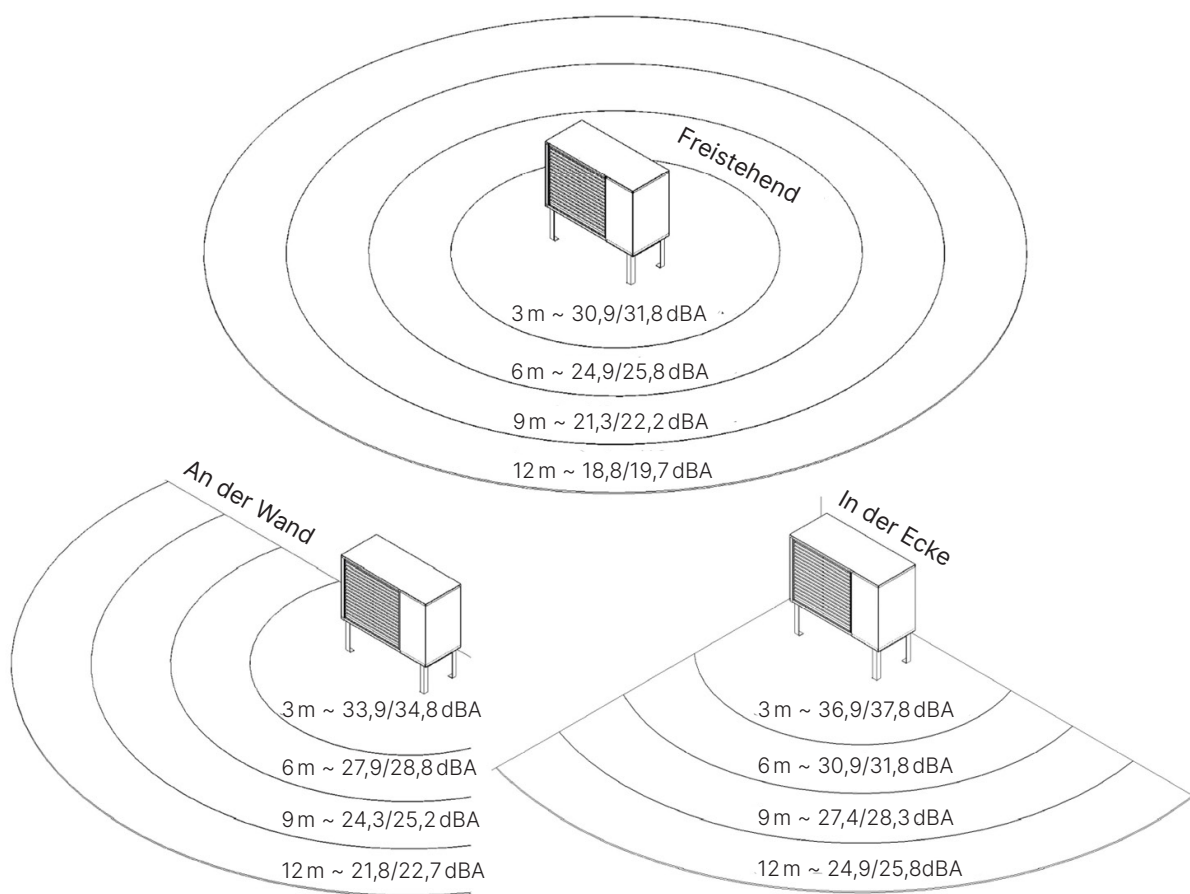 Freistehend
3 m ~ 30,9/31,8 dBA
6 m ~ 24,9/25,8 dBA
9 m ~ 21,3/22,2 dBA
12 m ~ 18,8/19,7 dBA
An der Wand
3 m ~ 33,9/34,8 dBA
6 m ~ 27,9/28,8 dBA
9 m ~ 24,3/25,2 dBA
12 m ~ 21,8/22,7 dBA
In der Ecke
3 m ~ 36,9/37,8 dBA
6 m ~ 30,9/31,8 dBA
9 m ~ 27,4/28,3 dBA
12 m ~ 24,9/25,8dBA